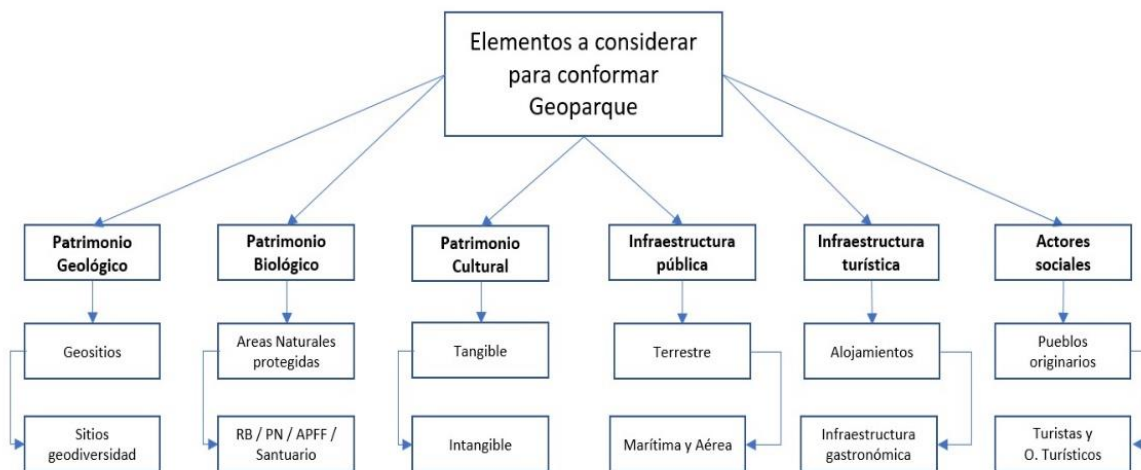 Elementos a considerar
para conformar
Geoparque
Patrimonio
Geológico
Patrimonio
Biológico
Patrimonio
Cultural
Infraestructura
pública
Infraestructura
turística
Actores
sociales
Geositios
Areas Naturales
protegidas
Tangible
Terrestre
Alojamientos
Pueblos
originarios
Sitios
geodiversidad
RB / PN / APFF /
Santuario
Intangible
Marítima y Aérea
Infraestructura
gastronómica
Turistas y
O. Turísticos